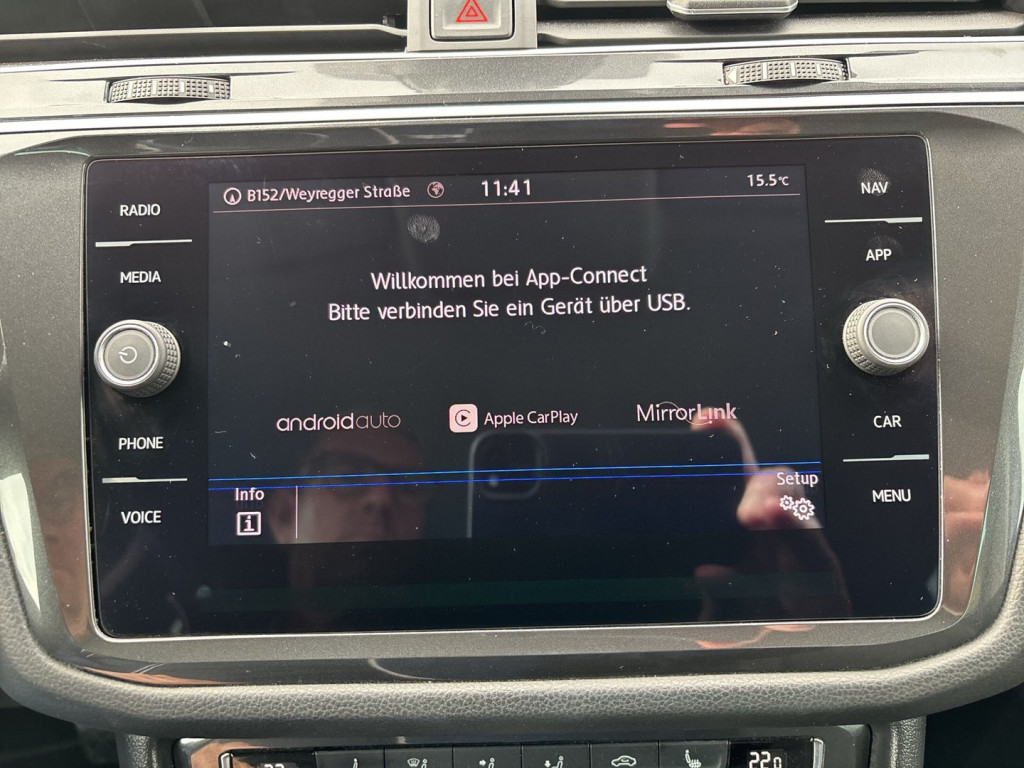 B152/Weyregger Straße 11:41 15.5°C
RADIO
MEDIA
PHONE
VOICE
NAV
APP
CAR
MENU
Willkommen bei App-Connect
Bitte verbinden Sie ein Gerät über USB.
androidauto Apple CarPlay MirrorLink
Info
Setup